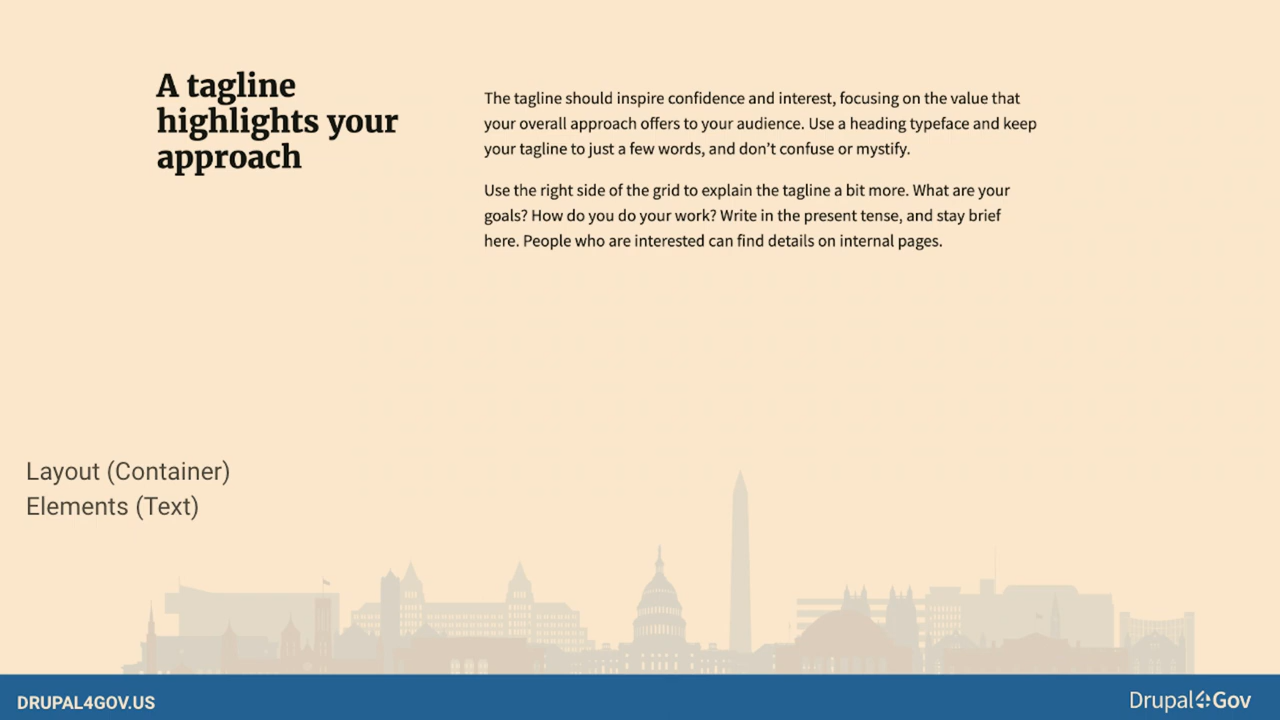 A tagline
highlights your
approach
The tagline should inspire confidence and interest, focusing on the value that
your overall approach offers to your audience. Use a heading typeface and keep
your tagline to just a few words, and don’t confuse or mystify.
Use the right side of the grid to explain the tagline a bit more. What are your
goals? How do you do your work? Write in the present tense, and stay brief
here. People who are interested can find details on internal pages.
Layout (Container)
Elements (Text)
DRUPAL4GOV.US
Drupal4Gov